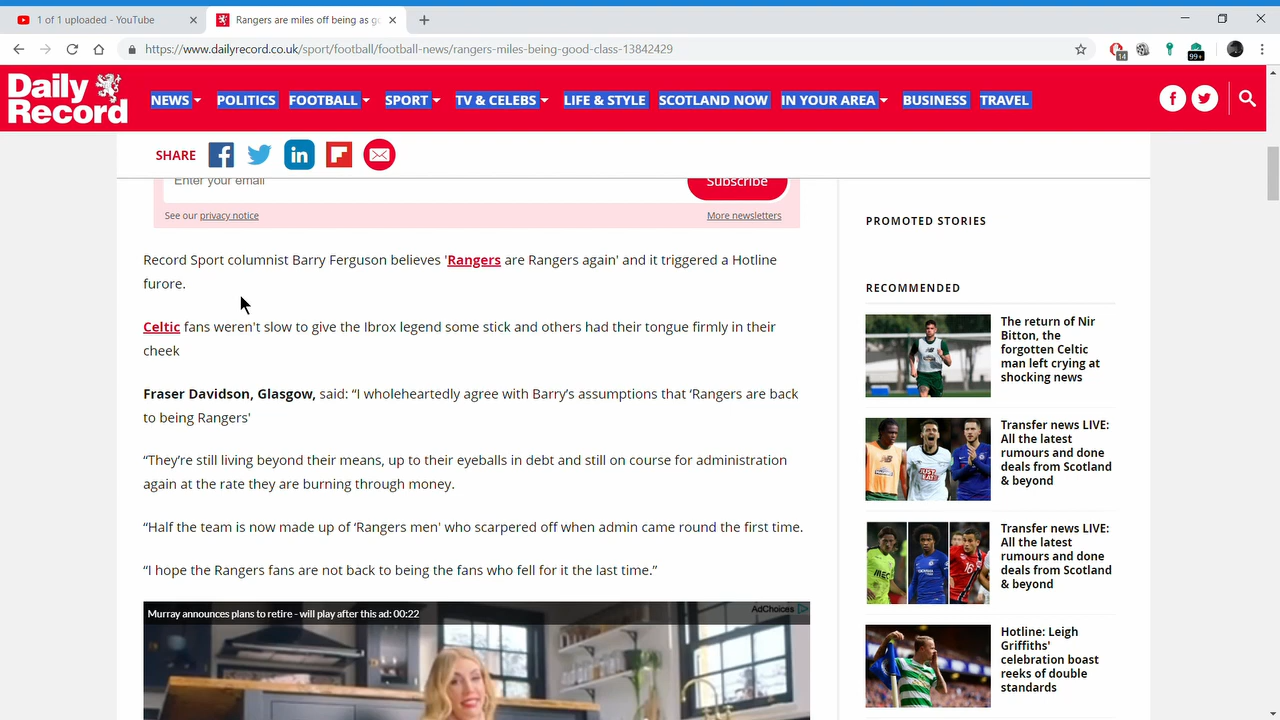 1 of 1 uploaded - YouTube
Rangers are miles off being as go
https://www.dailyrecord.co.uk/sport/football/football-news/rangers-miles-being-good-class-13842429
14
99+
Daily
Record
NEWS POLITICS FOOTBALL SPORT TV & CELEBS LIFE & STYLE SCOTLAND NOW IN YOUR AREA BUSINESS TRAVEL
SHARE
Enter your email
Subscribe
See our privacy notice
More newsletters
Record Sport columnist Barry Ferguson believes 'Rangers are Rangers again' and it triggered a Hotline
furore.
Celtic fans weren't slow to give the Ibrox legend some stick and others had their tongue firmly in their
cheek
Fraser Davidson, Glasgow, said: “I wholeheartedly agree with Barry’s assumptions that ‘Rangers are back
to being Rangers'
“They’re still living beyond their means, up to their eyeballs in debt and still on course for administration
again at the rate they are burning through money.
“Half the team is now made up of ‘Rangers men’ who scarpered off when admin came round the first time.
“I hope the Rangers fans are not back to being the fans who fell for it the last time.”
Murray announces plans to retire - will play after this ad: 00:22
AdChoices
PROMOTED STORIES
RECOMMENDED
The return of Nir
Bitton, the
forgotten Celtic
man left crying at
shocking news
Transfer news LIVE:
All the latest
rumours and done
deals from Scotland
& beyond
JUST
EAT
Transfer news LIVE:
All the latest
rumours and done
deals from Scotland
& beyond
16
Hotline: Leigh
Griffiths'
celebration boast
reeks of double
standards